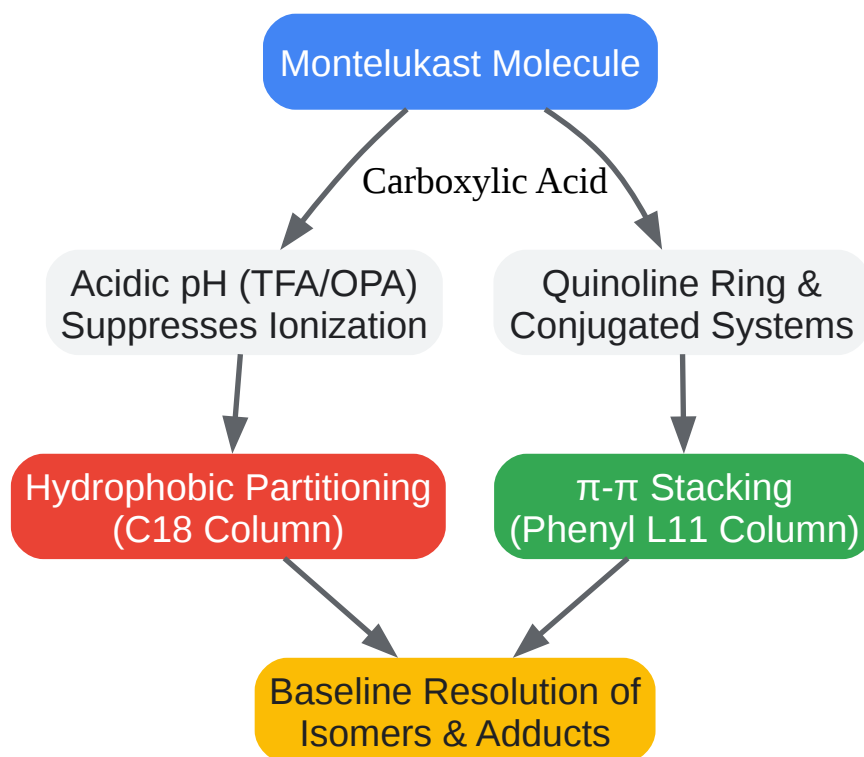 Montelukast Molecule
Carboxylic Acid
Acidic pH (TFA/OPA)
Suppresses Ionization
Quinoline Ring &
Conjugated Systems
Hydrophobic Partitioning
(C18 Column)
π-π Stacking
(Phenyl L11 Column)
Baseline Resolution of
Isomers & Adducts